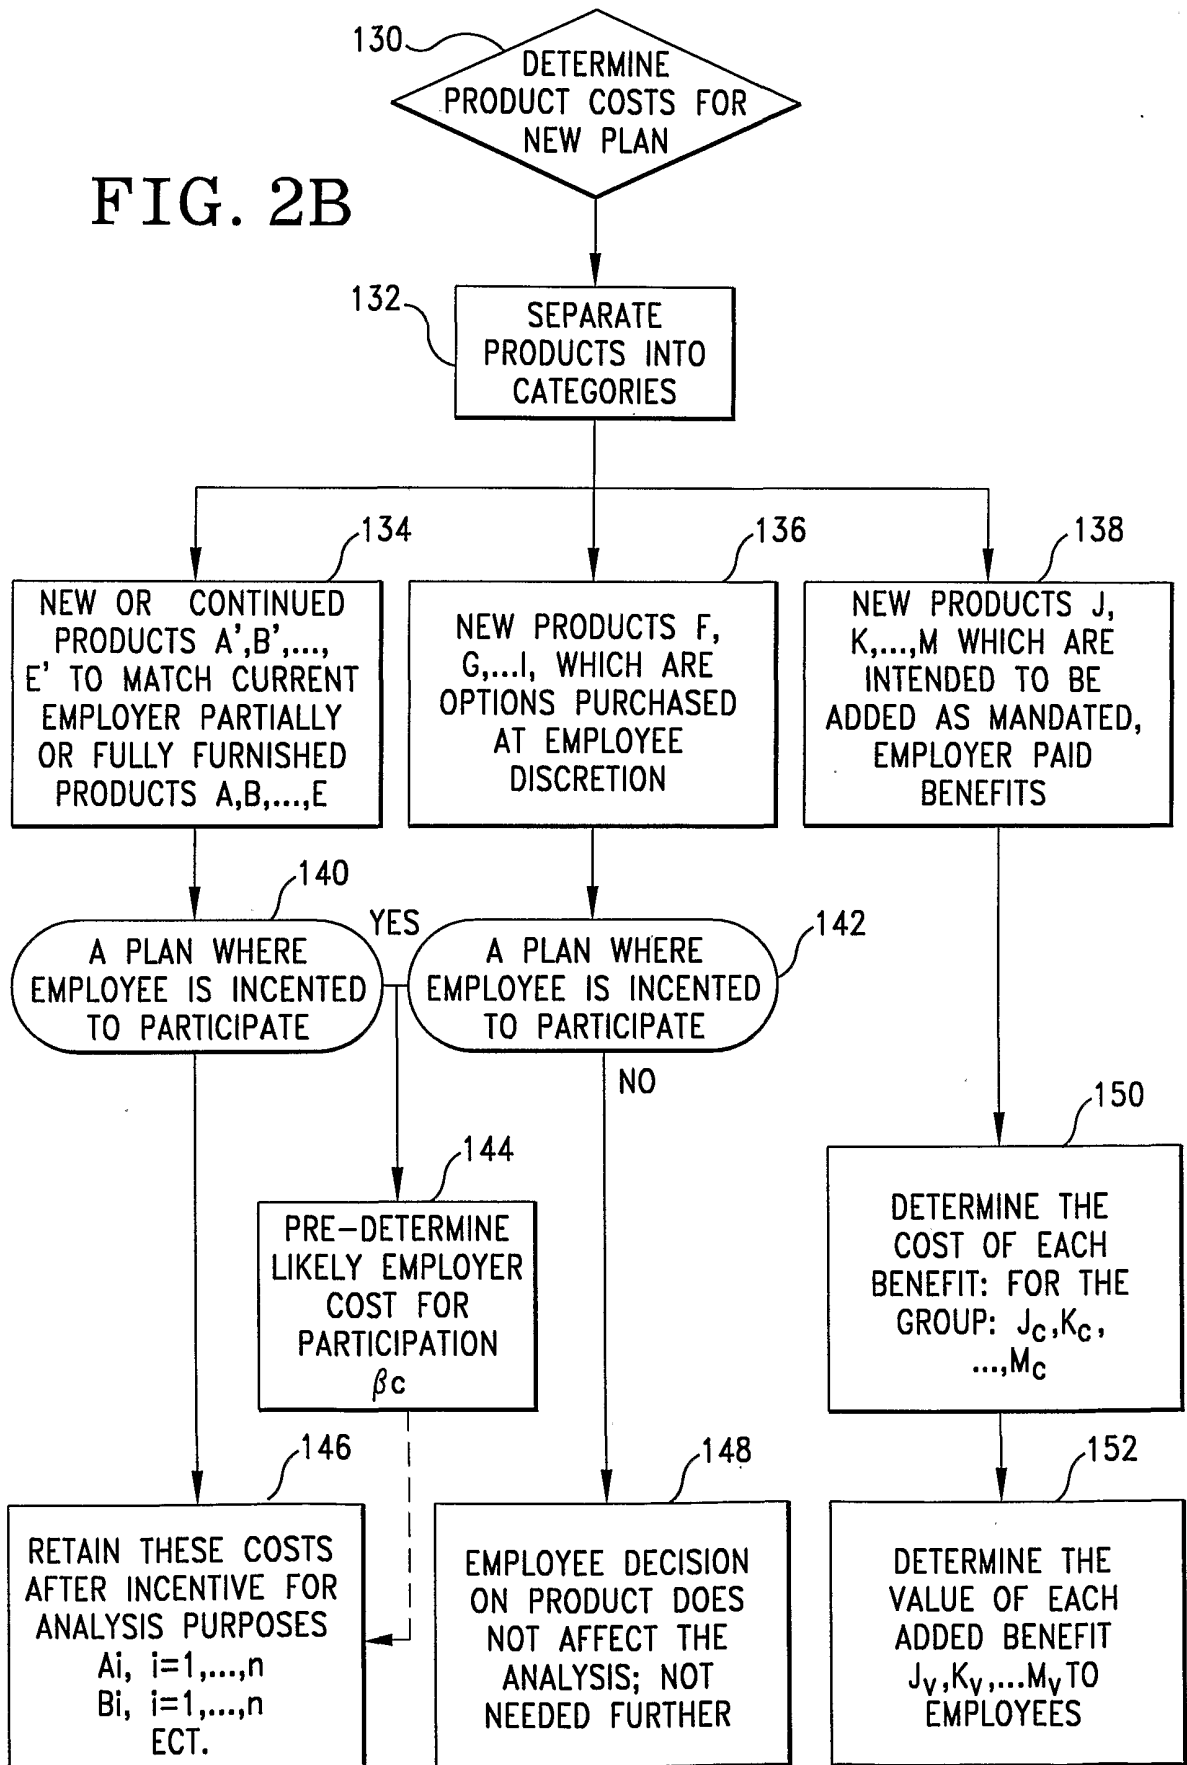 130
DETERMINE
PRODUCT COSTS FOR
NEW PLAN
FIG. 2B
132
SEPARATE
PRODUCTS INTO
CATEGORIES
134
NEW OR CONTINUED
PRODUCTS A',B',...,
E' TO MATCH CURRENT
EMPLOYER PARTIALLY
OR FULLY FURNISHED
PRODUCTS A,B,...,E
136
NEW PRODUCTS F,
G,...I, WHICH ARE
OPTIONS PURCHASED
AT EMPLOYEE
DISCRETION
138
NEW PRODUCTS J,
K,...,M WHICH ARE
INTENDED TO BE
ADDED AS MANDATED,
EMPLOYER PAID
BENEFITS
140
A PLAN WHERE
EMPLOYEE IS INCENTED
TO PARTICIPATE
YES
142
A PLAN WHERE
EMPLOYEE IS INCENTED
TO PARTICIPATE
NO
144
PRE-DETERMINE
LIKELY EMPLOYER
COST FOR
PARTICIPATION
βc
150
DETERMINE THE
COST OF EACH
BENEFIT: FOR THE
GROUP: Jc,Kc,
...,Mc
146
RETAIN THESE COSTS
AFTER INCENTIVE FOR
ANALYSIS PURPOSES
Ai, i=1,...,n
Bi, i=1,...,n
ECT.
148
EMPLOYEE DECISION
ON PRODUCT DOES
NOT AFFECT THE
ANALYSIS; NOT
NEEDED FURTHER
152
DETERMINE THE
VALUE OF EACH
ADDED BENEFIT
Jv,Kv,...Mv TO
EMPLOYEES